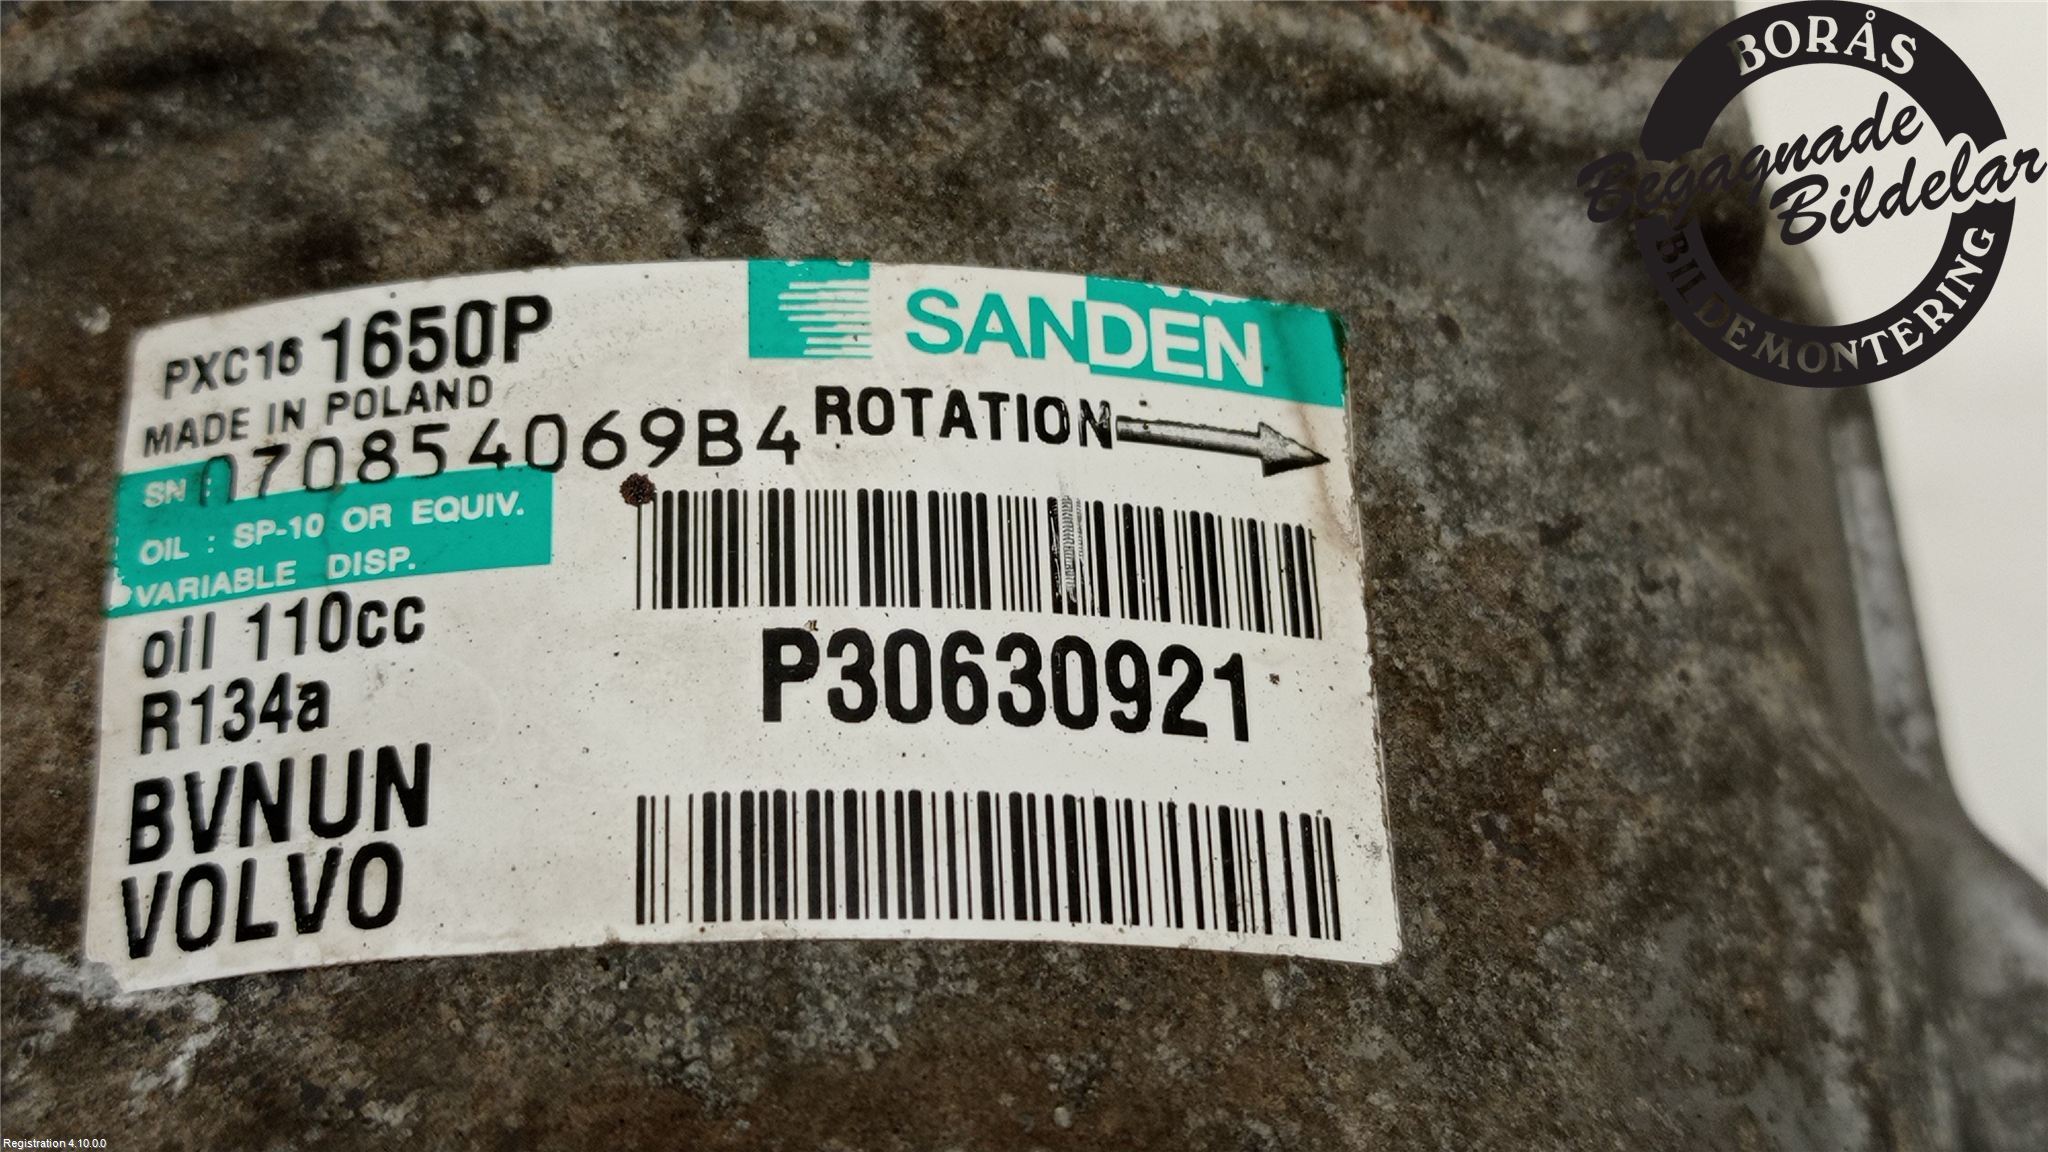 BORÅS
Begagnade
Bildelar
BILDEMONTERING
SANDEN
PXC16 1650P
MADE IN POLAND
ROTATION
SN : 070854069B4
OIL : SP-10 OR EQUIV.
VARIABLE DISP.
oil 110cc
R134a
P30630921
BVNUN
VOLVO
Registration 4.10.0.0